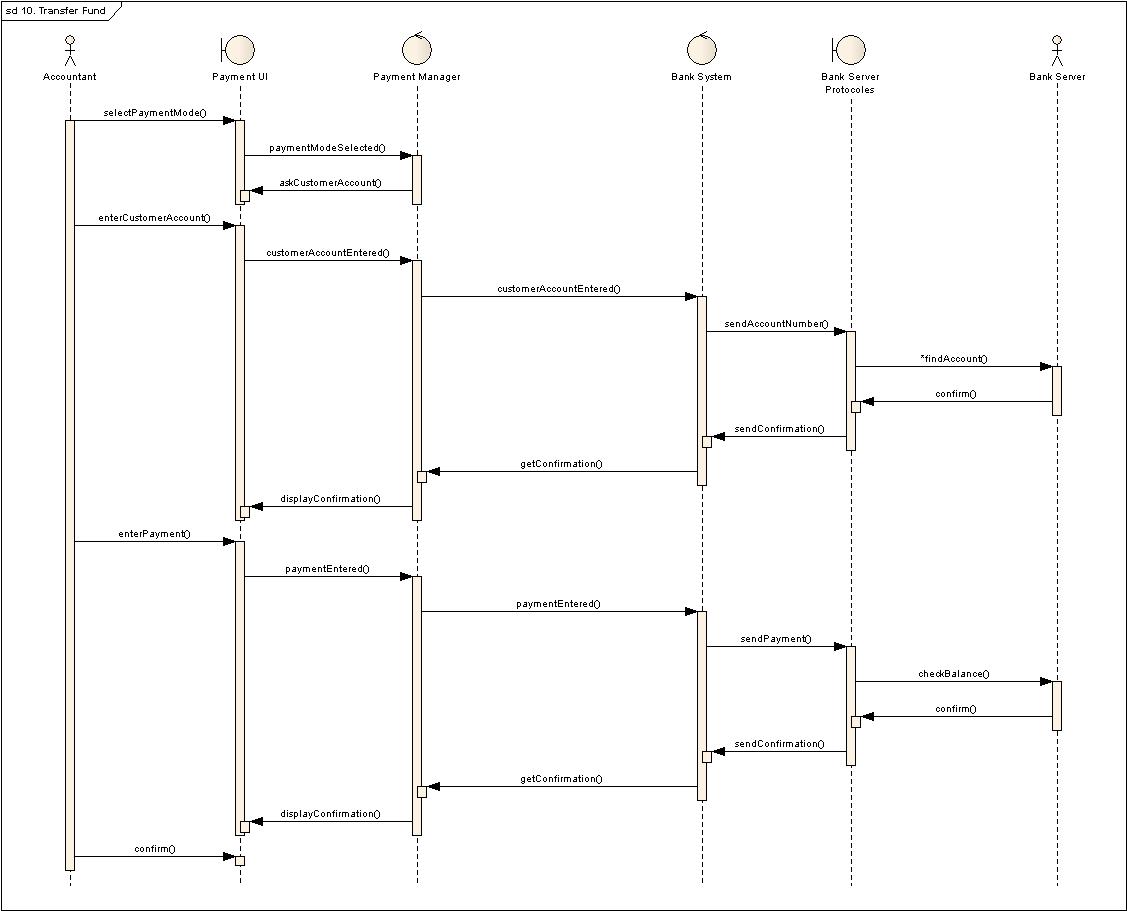 sd 10. Transfer Fund
Accountant
Payment UI
Payment Manager
Bank System
Bank Server
Protocoles
Bank Server
selectPaymentMode()
paymentModeSelected()
askCustomerAccount()
enterCustomerAccount()
customerAccountEntered()
customerAccountEntered()
sendAccountNumber()
*findAccount()
confirm()
sendConfirmation()
getConfirmation()
displayConfirmation()
enterPayment()
paymentEntered()
paymentEntered()
sendPayment()
checkBalance()
confirm()
sendConfirmation()
getConfirmation()
displayConfirmation()
confirm()